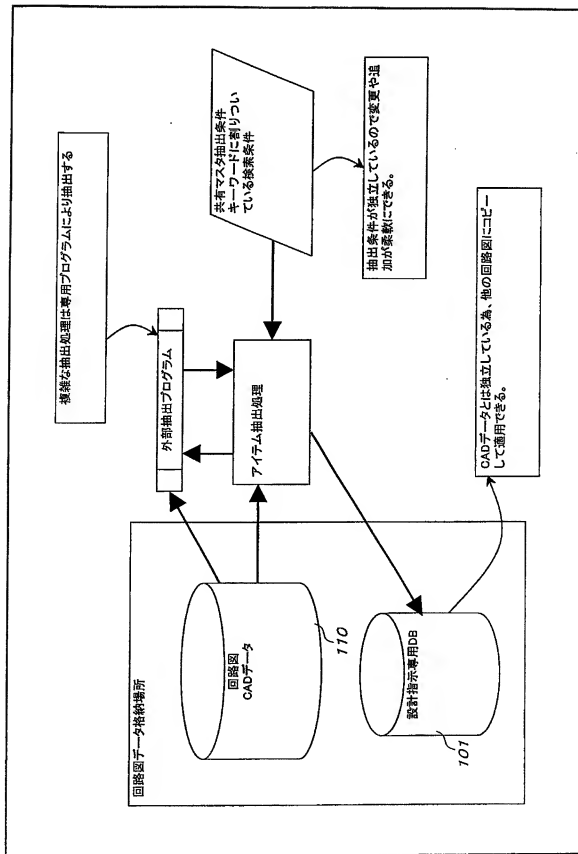 複雑な抽出処理は専用プログラムにより抽出する
外部抽出プログラム
共有マスタ抽出条件
キーワードに割りつい
ている検索条件
アイテム抽出処理
抽出条件が独立しているので変更や追
加が柔軟にできる。
回路図データ格納場所
回路図
CADデータ
110
設計指示専用DB
101
CADデータとは独立している為、他の回路図にコピー
して適用できる。